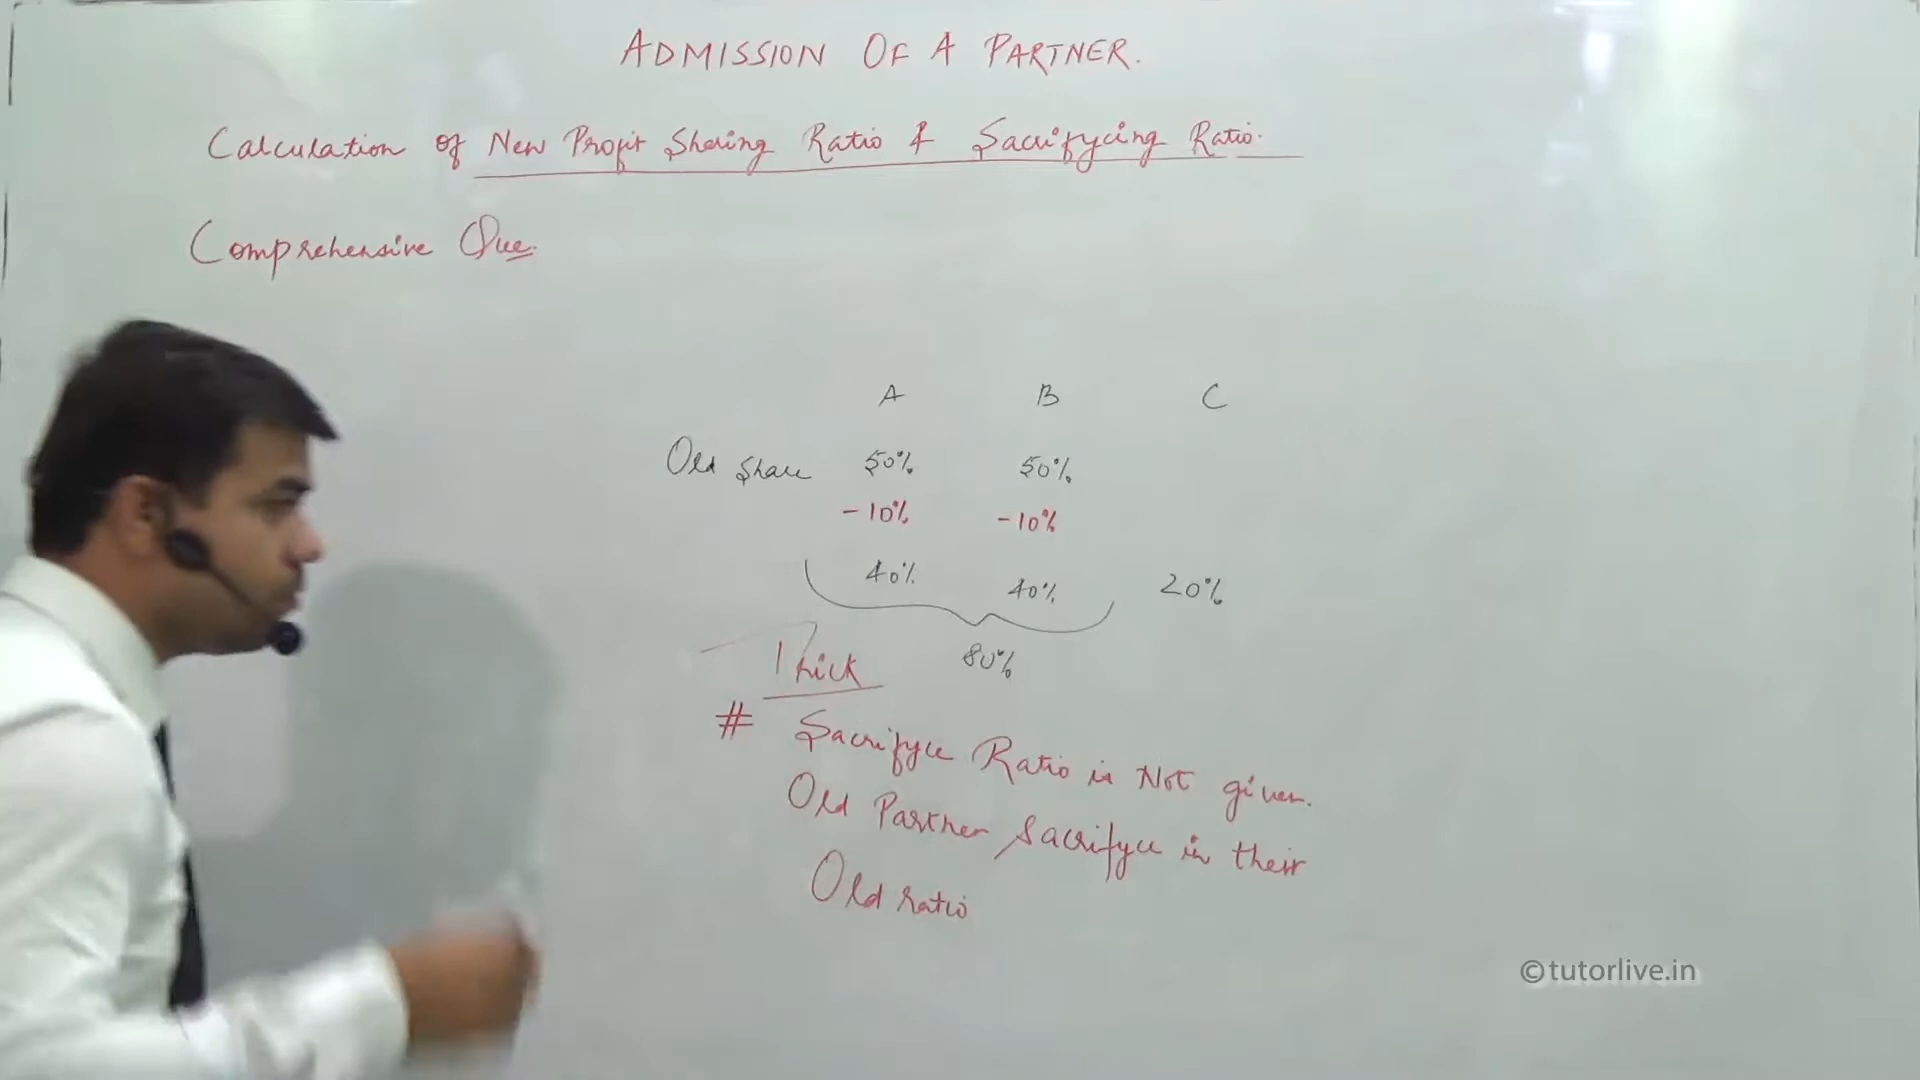 ADMISSION OF A PARTNER.
Calculation of New Profit Sharing Ratio & Sacrifycing Ratio.
Comprehensive Que.
A B C
Old Share 50% 50%
-10% -10%
40% 40% 20%
80%
Trick
# Sacrifyce Ratio is Not given.
Old Partner Sacrifyce in their
Old ratio
©tutorlive.in